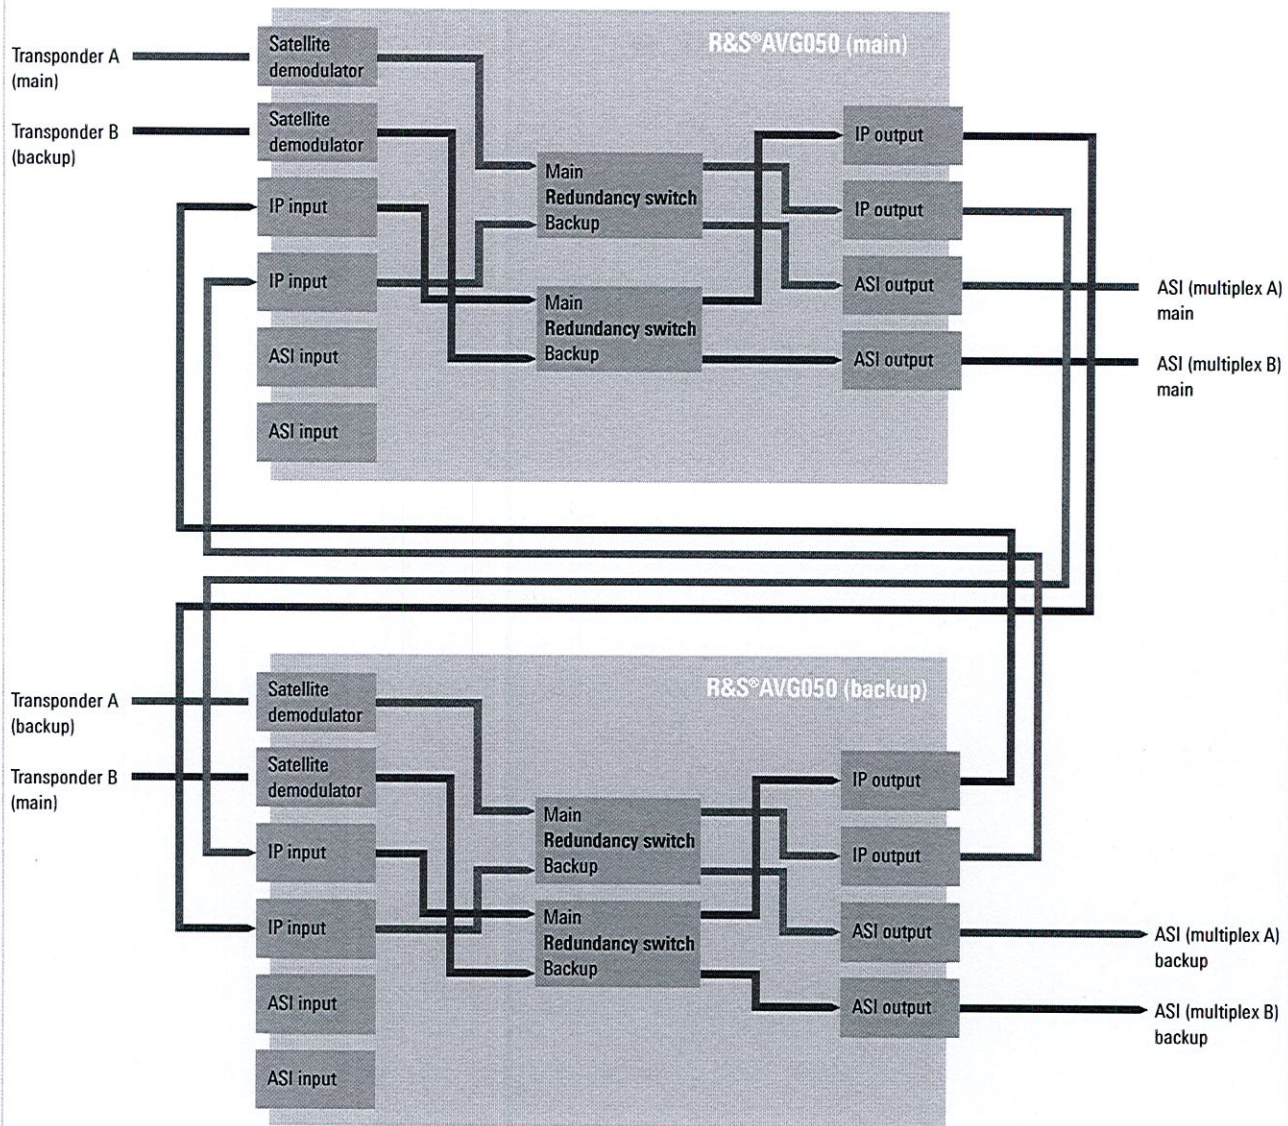 R&S®AVG050 (main)
Transponder A
(main)
Transponder B
(backup)
Satellite
demodulator
Satellite
demodulator
IP input
IP input
ASI input
ASI input
Main
Redundancy switch
Backup
Main
Redundancy switch
Backup
IP output
IP output
ASI output
ASI output
ASI (multiplex A)
main
ASI (multiplex B)
main
R&S®AVG050 (backup)
Transponder A
(backup)
Transponder B
(main)
Satellite
demodulator
Satellite
demodulator
IP input
IP input
ASI input
ASI input
Main
Redundancy switch
Backup
Main
Redundancy switch
Backup
IP output
IP output
ASI output
ASI output
ASI (multiplex A)
backup
ASI (multiplex B)
backup